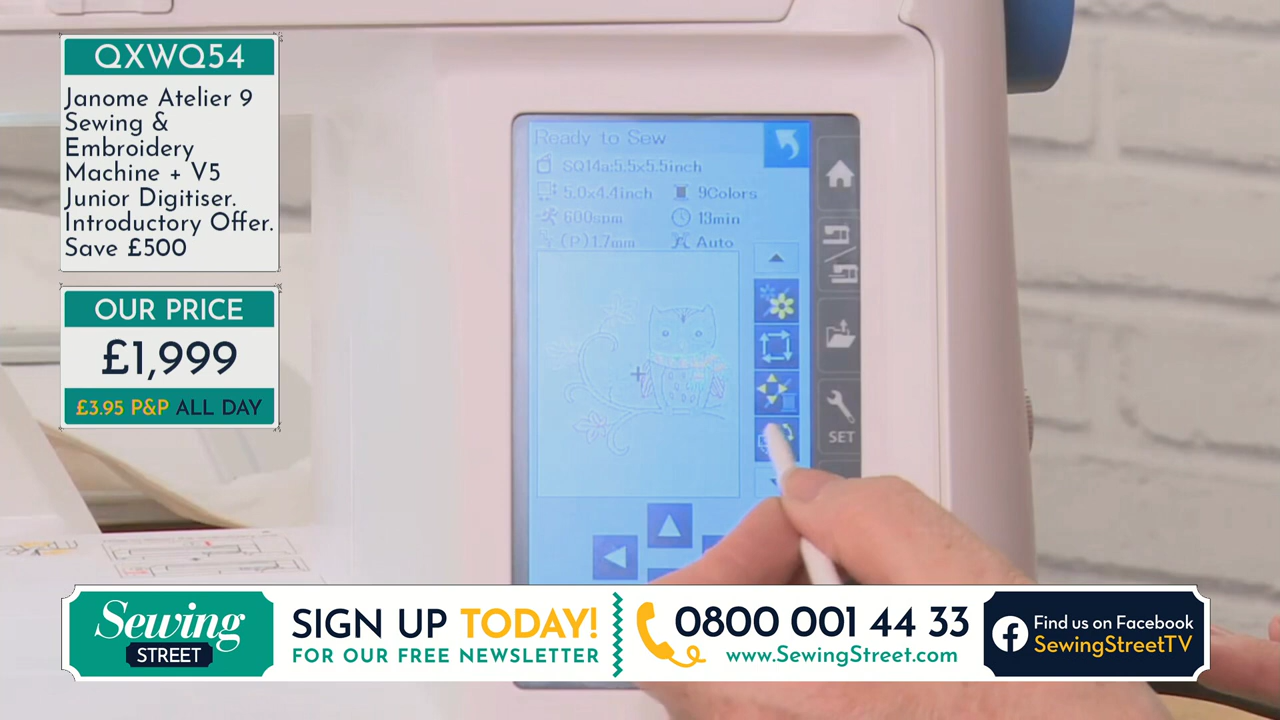 QXWQ54
Janome Atelier 9
Sewing &
Embroidery
Machine + V5
Junior Digitiser.
Introductory Offer.
Save £500
OUR PRICE
£1,999
£3.95 P&P ALL DAY
Ready to Sew
SQ14a:5.5x5.5inch
5.0x4.4inch
9Colors
600spm
13min
(P)1.7mm
Auto
SET
Sewing
STREET
SIGN UP TODAY!
FOR OUR FREE NEWSLETTER
0800 001 44 33
www.SewingStreet.com
Find us on Facebook
SewingStreetTV